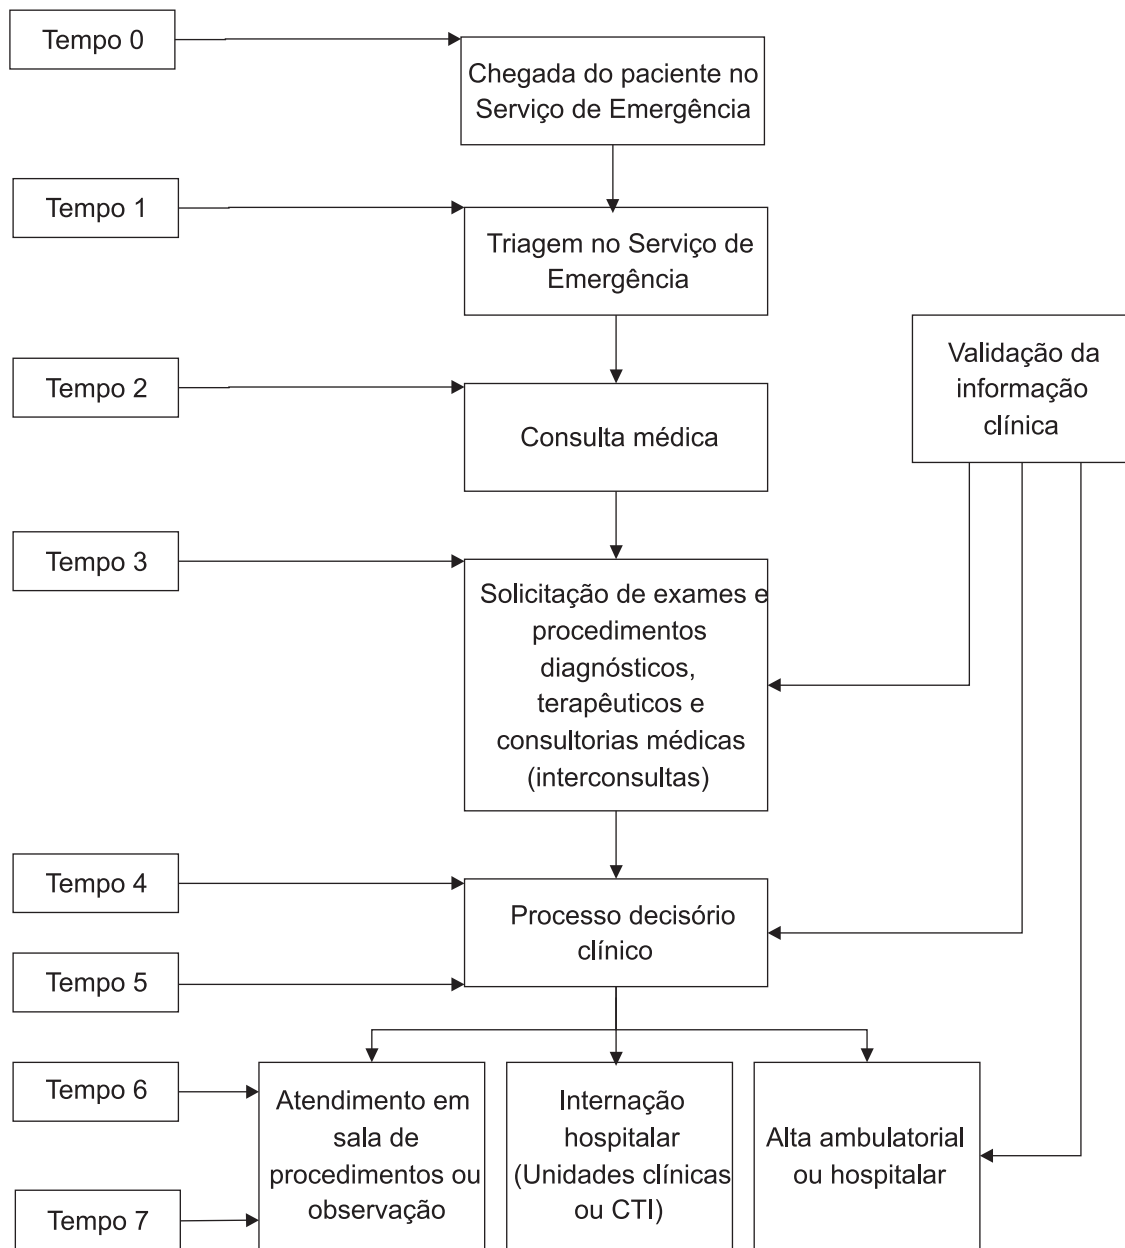 Tempo 0
Chegada do paciente no
Serviço de Emergência
Tempo 1
Triagem no Serviço de
Emergência
Tempo 2
Consulta médica
Validação da
informação
clínica
Tempo 3
Solicitação de exames e
procedimentos
diagnósticos,
terapêuticos e
consultorias médicas
(interconsultas)
Tempo 4
Processo decisório
clínico
Tempo 5
Tempo 6
Tempo 7
Atendimento em
sala de
procedimentos ou
observação
Internação
hospitalar
(Unidades clínicas
ou CTI)
Alta ambulatorial
ou hospitalar